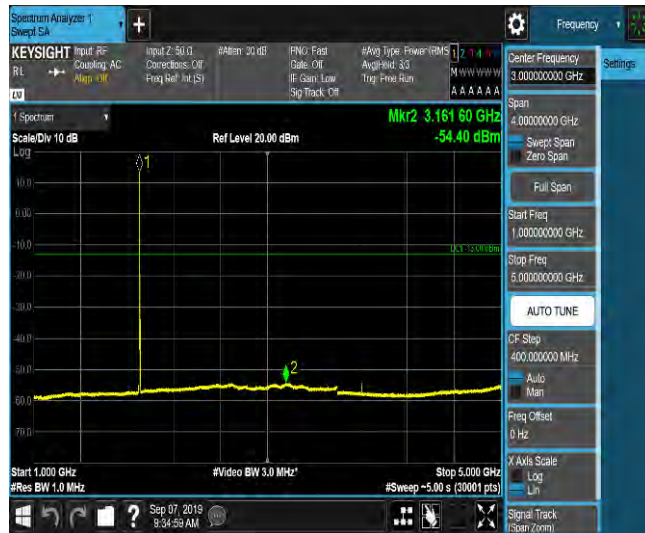 Spectrum Analyzer 1
Swept SA
Frequency
KEYSIGHT
RL
Input: RF
Coupling: AC
Align: Off
Input Z: 50 Ω
Corrections: Off
Freq Ref: Int (S)
#Atten: 30 dB
PNO: Fast
Gate: Off
IF Gain: Low
Sig Track: Off
#Avg Type: Power (RMS
Avg|Hold: 3/3
Trig: Free Run
M W W W W W
A A A A A A
LV
1 Spectrum
Mkr2 3.161 60 GHz
Scale/Div 10 dB
Ref Level 20.00 dBm
-54.40 dBm
Log
1
10.0
0.00
-10.0
DL1 -13.00 dBm
-20.0
-30.0
-40.0
-50.0
2
-60.0
-70.0
Start 1.000 GHz
#Video BW 3.0 MHz*
Stop 5.000 GHz
#Res BW 1.0 MHz
#Sweep ~5.00 s (30001 pts)
?
Sep 07, 2019
9:34:59 AM
Center Frequency
3.000000000 GHz
Settings
Span
4.00000000 GHz
Swept Span
Zero Span
Full Span
Start Freq
1.000000000 GHz
Stop Freq
5.000000000 GHz
AUTO TUNE
CF Step
400.000000 MHz
Auto
Man
Freq Offset
0 Hz
X Axis Scale
Log
Lin
Signal Track
(Span Zoom)